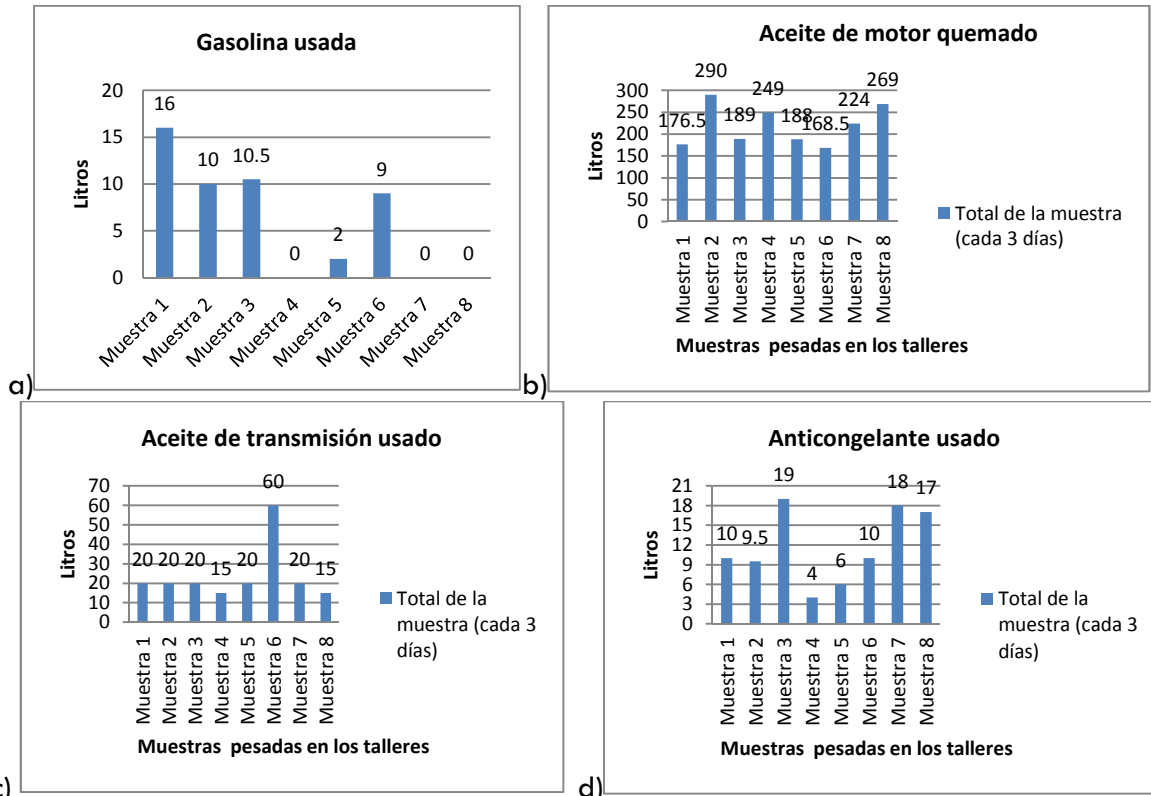 Gasolina usada
20
15
10
5
0
Litros
16
10
10.5
0
2
9
0
0
Muestra 1
Muestra 2
Muestra 3
Muestra 4
Muestra 5
Muestra 6
Muestra 7
Muestra 8
a)
Aceite de motor quemado
300
250
200
150
100
50
0
Litros
176.5
290
189
249
188
168.5
224
269
Muestra 1
Muestra 2
Muestra 3
Muestra 4
Muestra 5
Muestra 6
Muestra 7
Muestra 8
Total de la muestra
(cada 3 días)
Muestras pesadas en los talleres
b)
Aceite de transmisión usado
70
60
50
40
30
20
10
0
Litros
20
20
20
15
20
60
20
15
Muestra 1
Muestra 2
Muestra 3
Muestra 4
Muestra 5
Muestra 6
Muestra 7
Muestra 8
Total de la
muestra (cada 3
días)
Muestras pesadas en los talleres
c)
Anticongelante usado
21
18
15
12
9
6
3
0
Litros
10
9.5
19
4
6
10
18
17
Muestra 1
Muestra 2
Muestra 3
Muestra 4
Muestra 5
Muestra 6
Muestra 7
Muestra 8
Total de la
muestra (cada 3
días)
Muestras pesadas en los talleres
d)